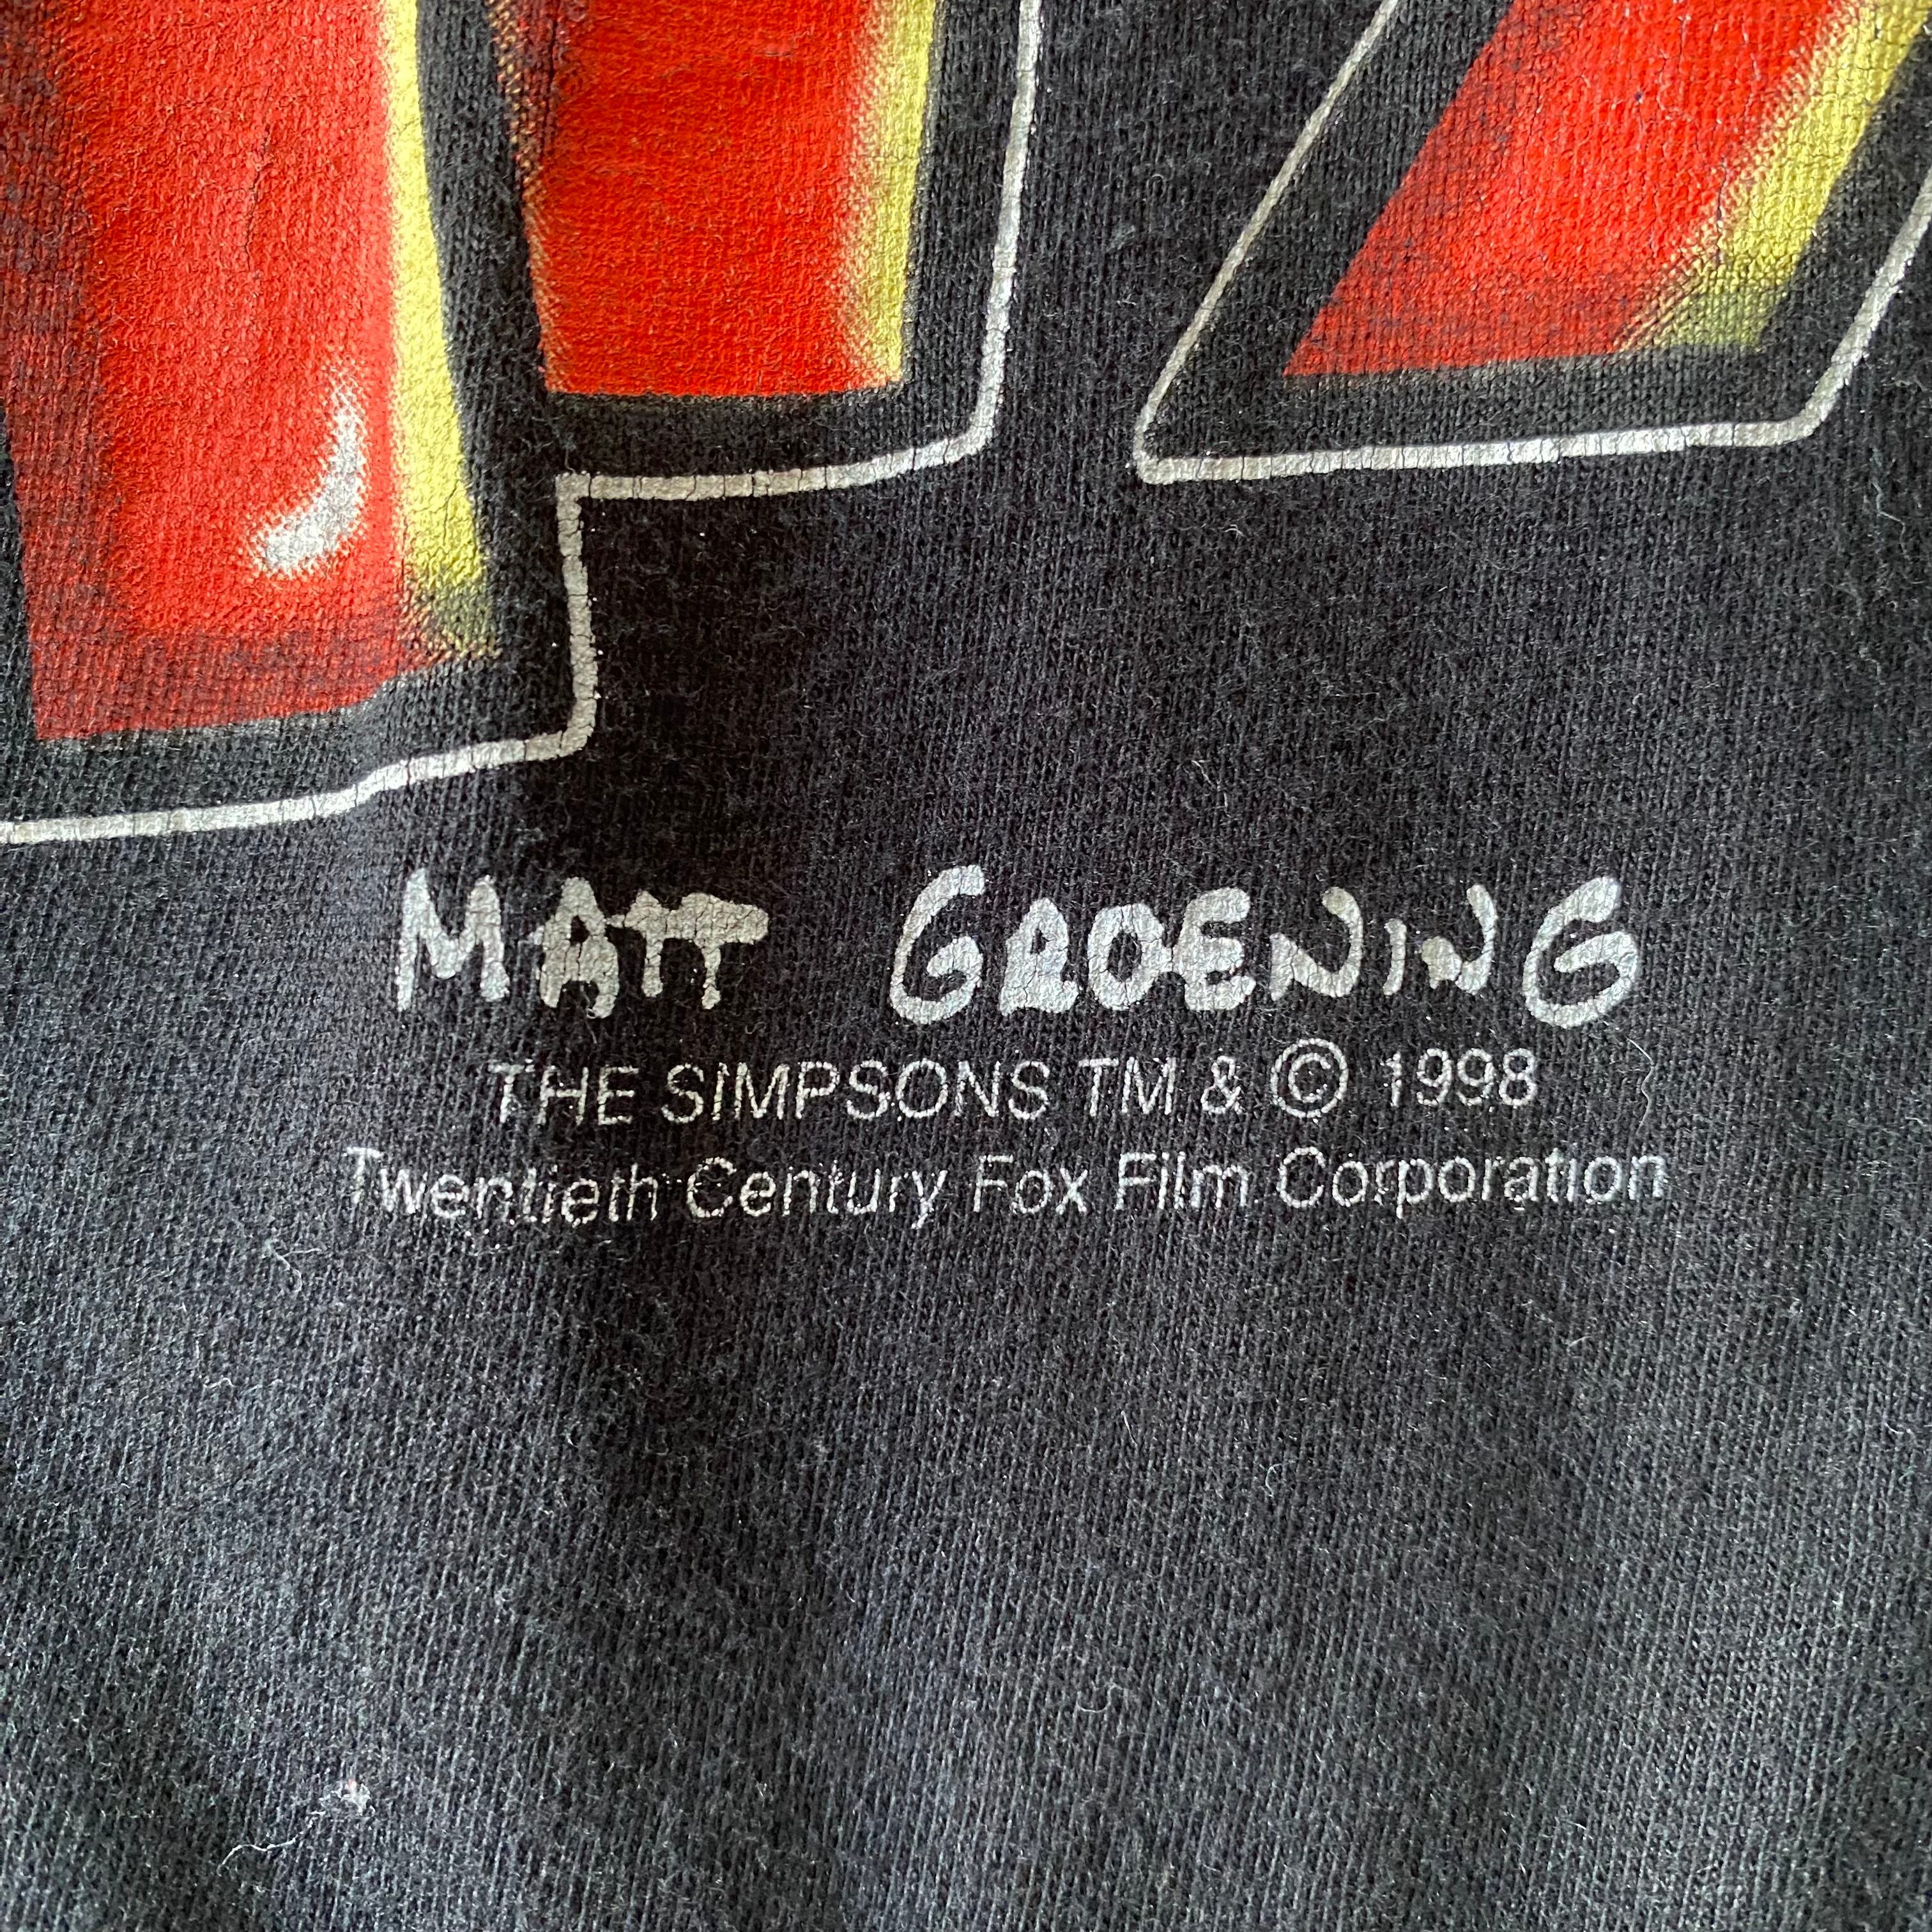 MATT GROENING
THE SIMPSONS TM & © 1998
Twentieth Century Fox Film Corporation